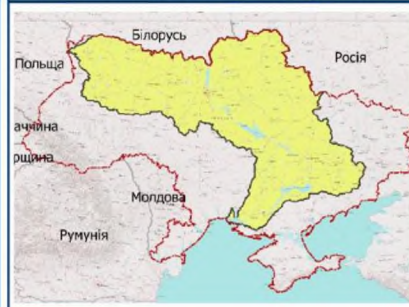 Білорусь
Росія
Польща
аччина
рщина
Молдова
Румунія